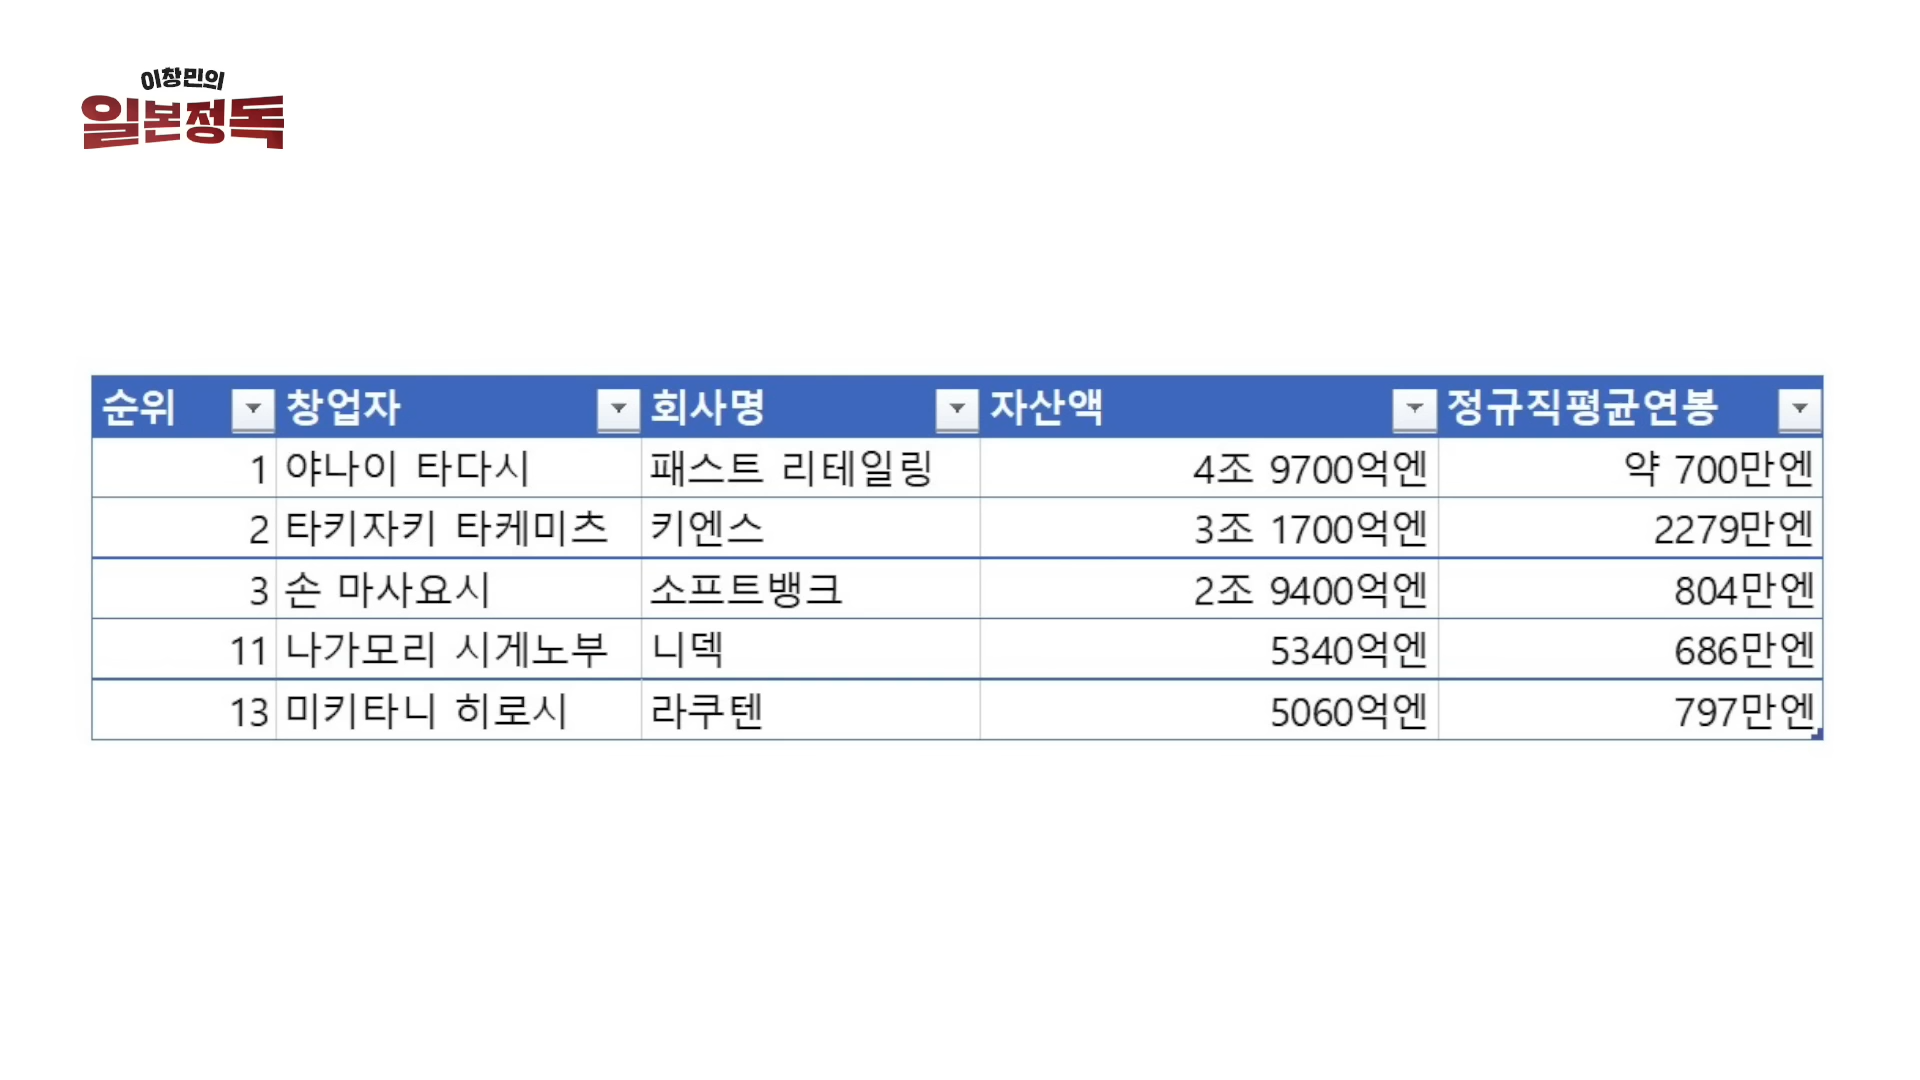 이창민의
일본정독
순위 창업자 회사명 자산액 정규직평균연봉
1 야나이 타다시 패스트 리테일링 4조 9700억엔 약 700만엔
2 타키자키 타케미츠 키엔스 3조 1700억엔 2279만엔
3 손 마사요시 소프트뱅크 2조 9400억엔 804만엔
11 나가모리 시게노부 니덱 5340억엔 686만엔
13 미키타니 히로시 라쿠텐 5060억엔 797만엔